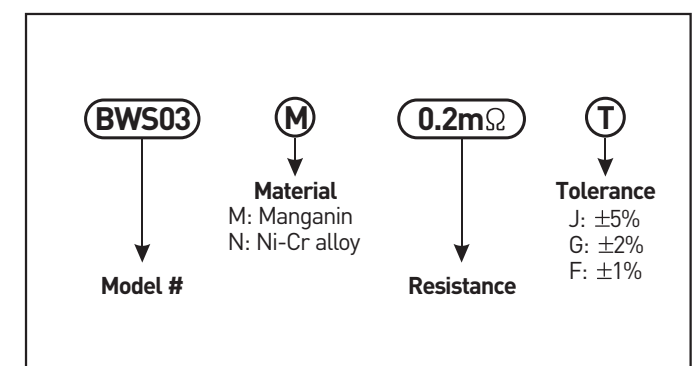 BWS03 M 0.2mΩ T
Material
M: Manganin
N: Ni-Cr alloy
Tolerance
J: ±5%
G: ±2%
F: ±1%
Model #
Resistance